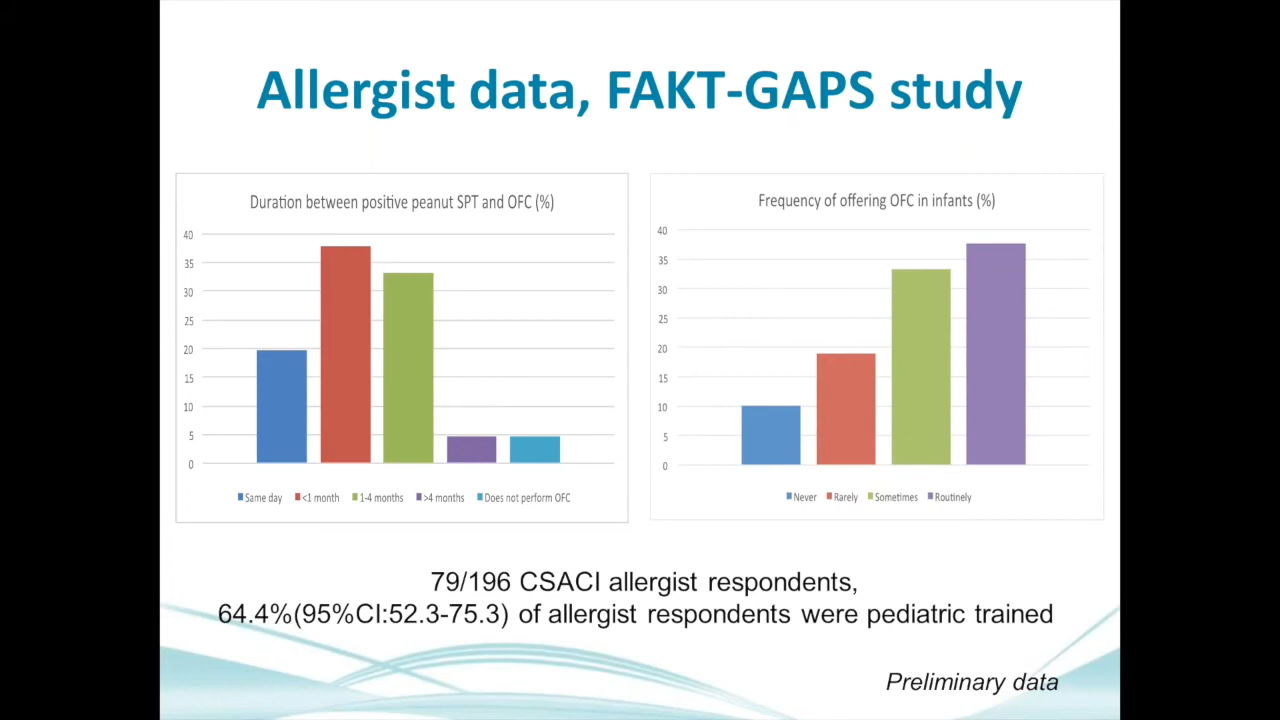 Allergist data, FAKT-GAPS study
Duration between positive peanut SPT and OFC (%)
40
35
30
25
20
15
10
5
0
Same day <1 month 1-4 months >4 months Does not perform OFC
Frequency of offering OFC in infants (%)
40
35
30
25
20
15
10
5
0
Never Rarely Sometimes Routinely
79/196 CSACI allergist respondents,
64.4%(95%CI:52.3-75.3) of allergist respondents were pediatric trained
Preliminary data